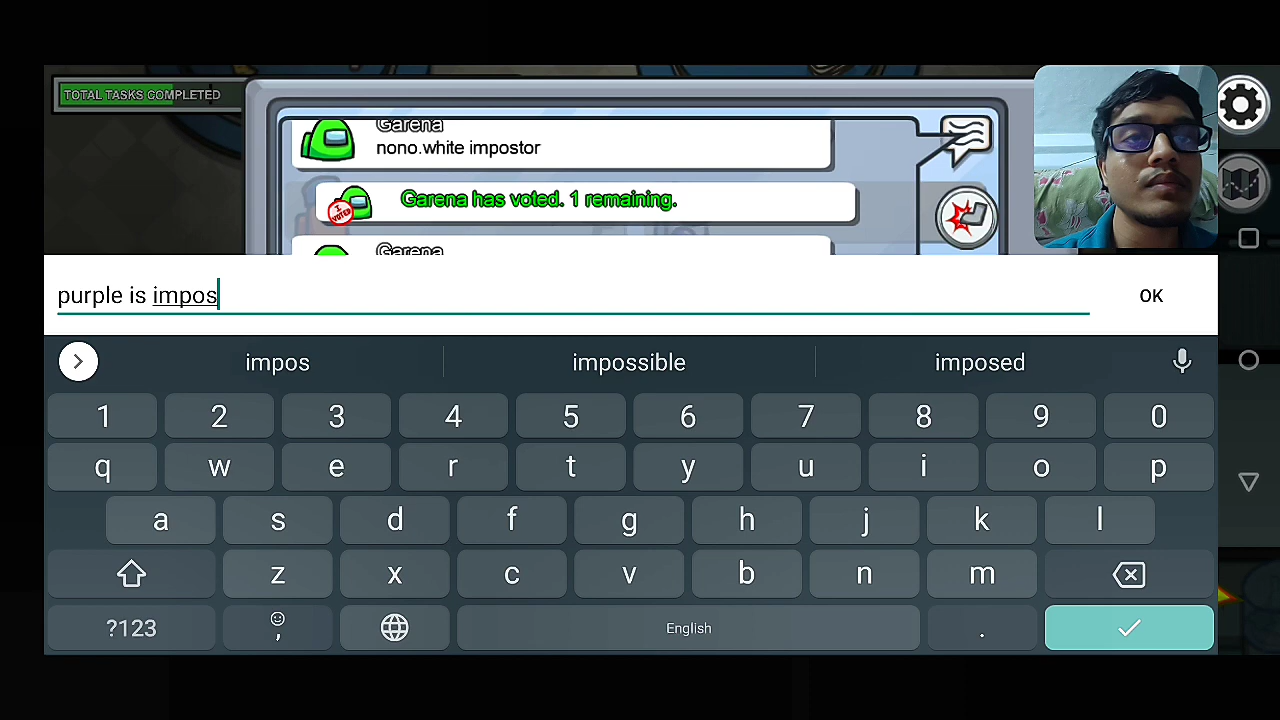 TOTAL TASKS COMPLETED
Garena
nono.white impostor
I VOTED
Garena has voted. 1 remaining.
Garena
purple is impos
OK
impos impossible imposed
1 2 3 4 5 6 7 8 9 0
q w e r t y u i o p
a s d f g h j k l
z x c v b n m
?123 , English .